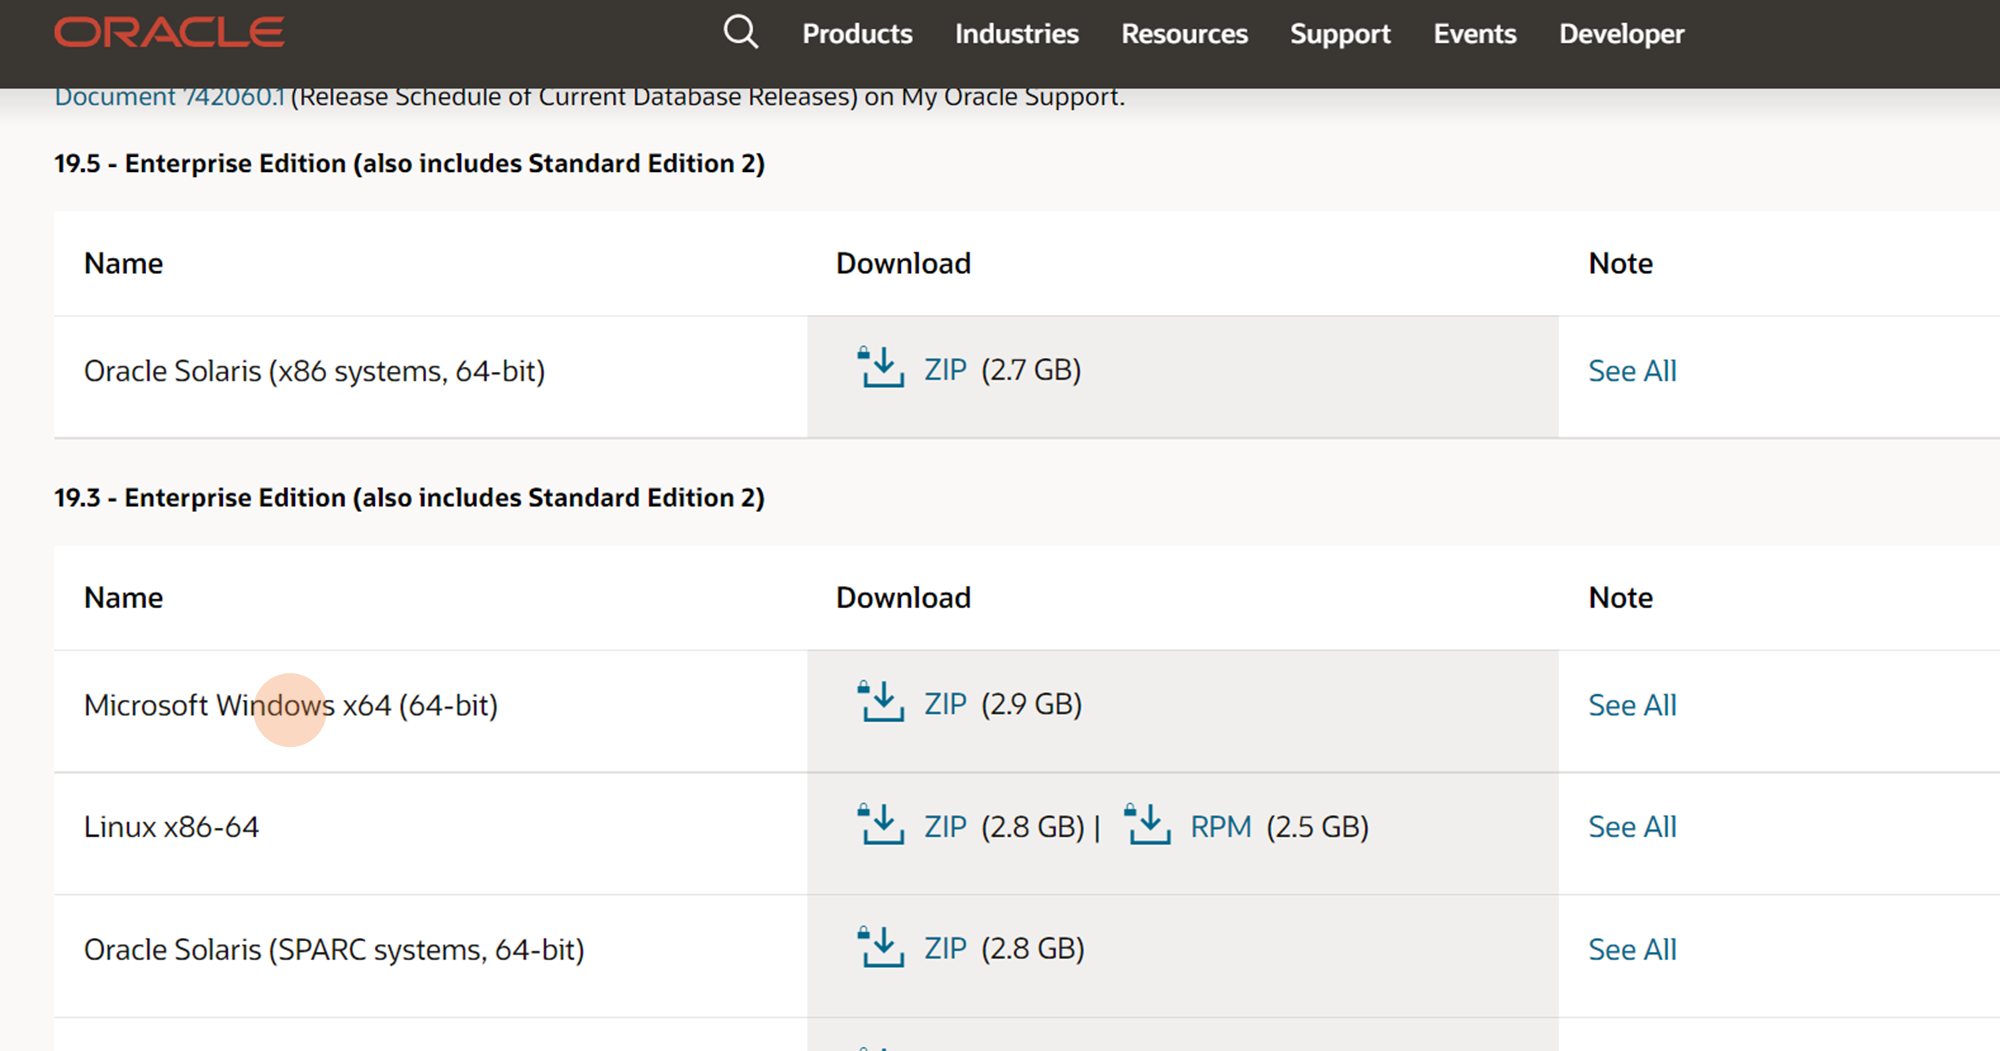 ORACLE
Products Industries Resources Support Events Developer
Document 742060.1 (Release Schedule of Current Database Releases) on My Oracle Support.
19.5 - Enterprise Edition (also includes Standard Edition 2)
Name Download Note
Oracle Solaris (x86 systems, 64-bit) ZIP (2.7 GB) See All
19.3 - Enterprise Edition (also includes Standard Edition 2)
Name Download Note
Microsoft Windows x64 (64-bit) ZIP (2.9 GB) See All
Linux x86-64 ZIP (2.8 GB) | RPM (2.5 GB) See All
Oracle Solaris (SPARC systems, 64-bit) ZIP (2.8 GB) See All